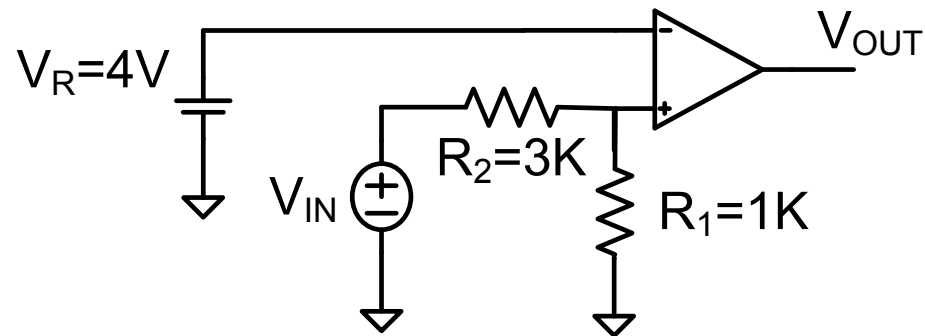 V_R=4V
V_OUT
R_2=3K
V_IN
R_1=1K
-
+
+
-